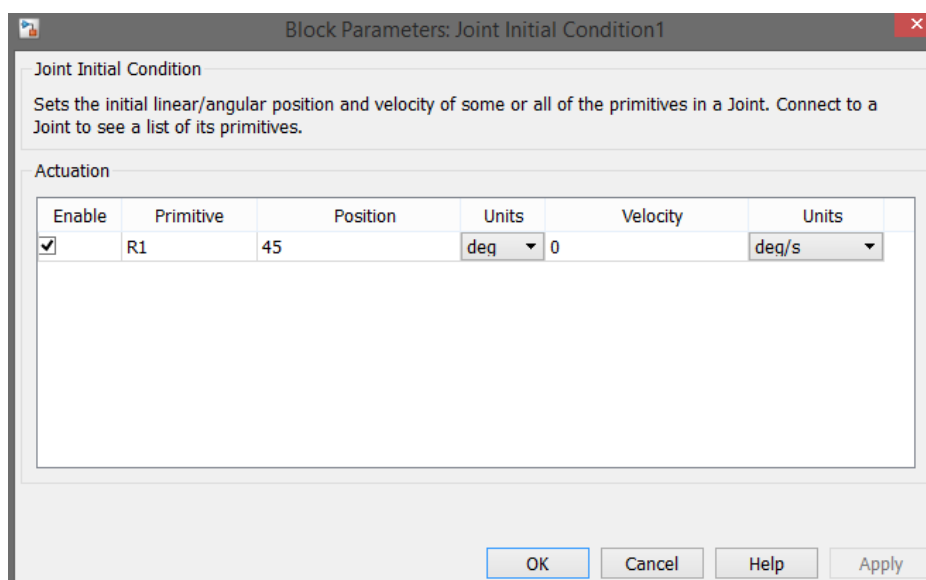 Block Parameters: Joint Initial Condition1
Joint Initial Condition
Sets the initial linear/angular position and velocity of some or all of the primitives in a Joint. Connect to a
Joint to see a list of its primitives.
Actuation
Enable Primitive Position Units Velocity Units
R1 45 deg 0 deg/s
OK Cancel Help Apply